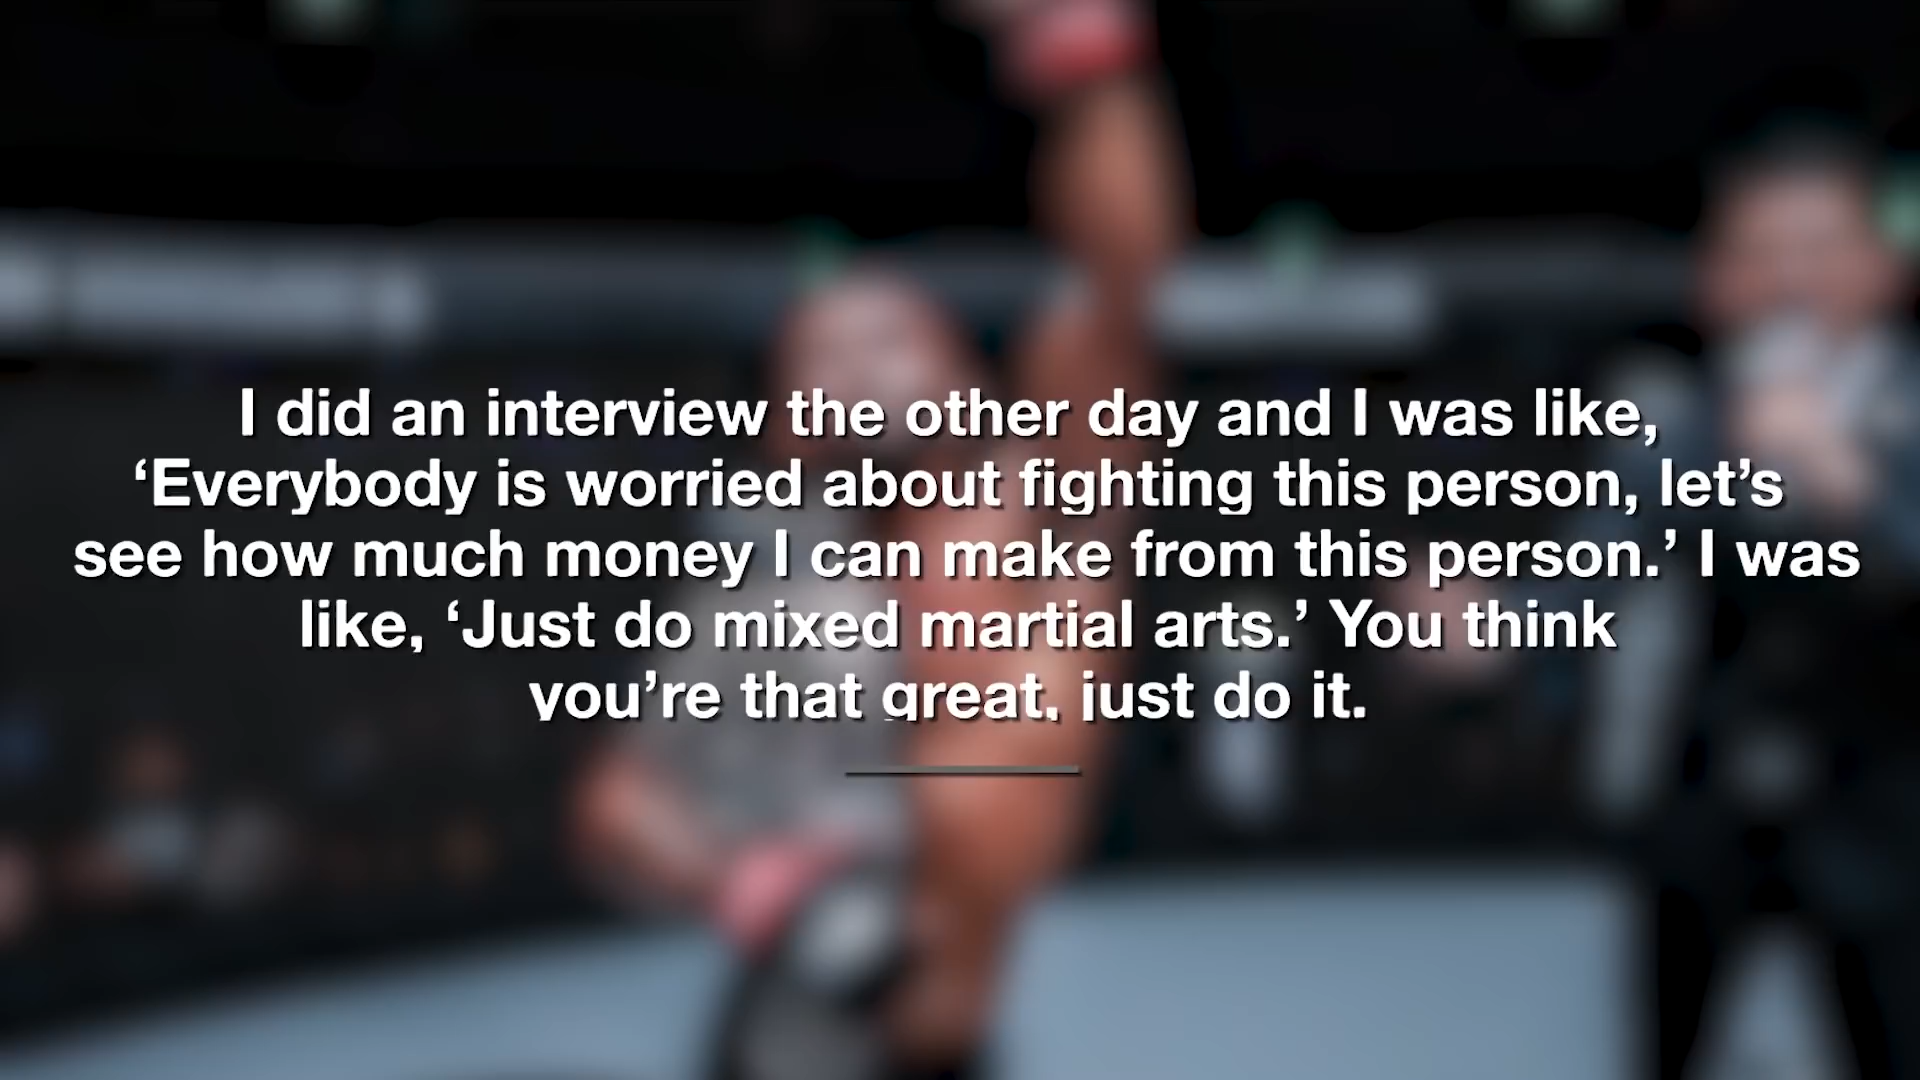 I did an interview the other day and I was like,
‘Everybody is worried about fighting this person, let’s
see how much money I can make from this person.’ I was
like, ‘Just do mixed martial arts.’ You think
you’re that great, just do it.